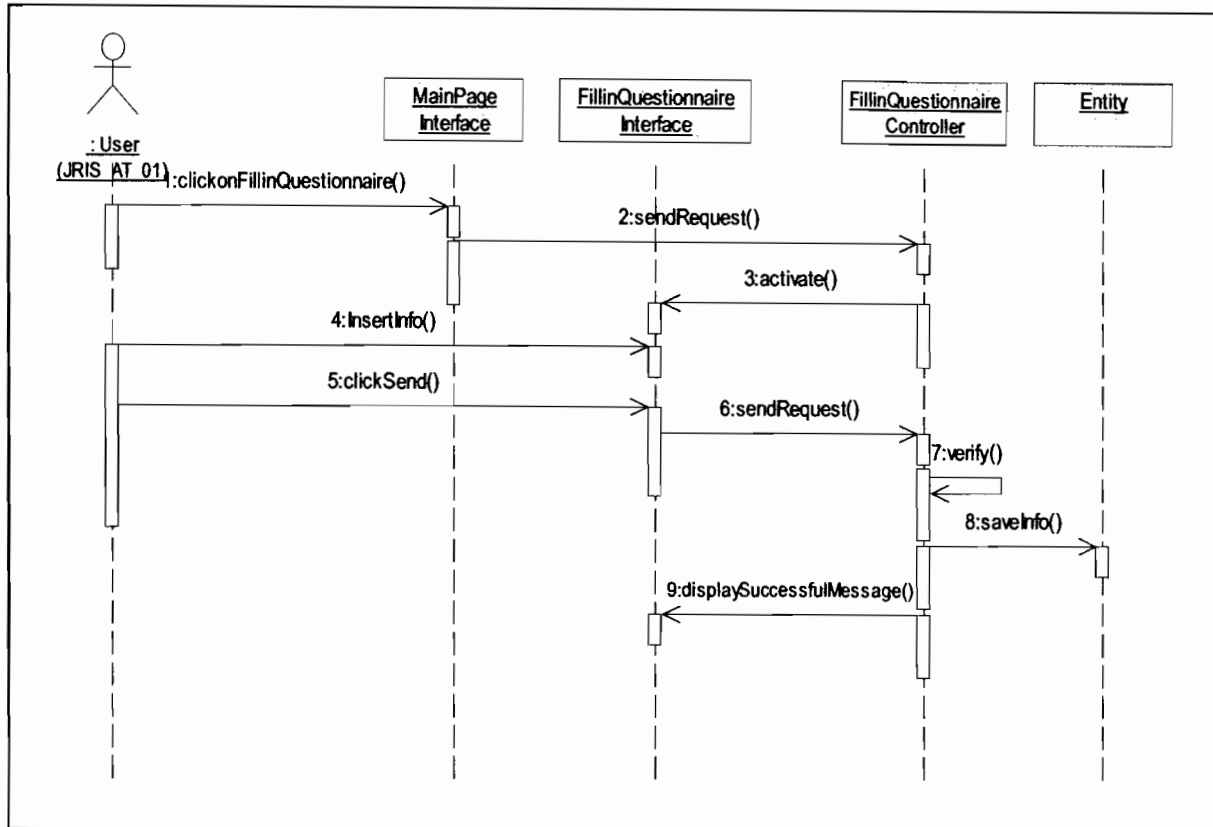 MainPage
Interface
FillinQuestionnaire
Interface
FillinQuestionnaire
Controller
Entity
: User
(JRIS_AT_01)
1:clickonFillinQuestionnaire()
2:sendRequest()
3:activate()
4:InsertInfo()
5:clickSend()
6:sendRequest()
7:verify()
8:saveInfo()
9:displaySuccessfulMessage()